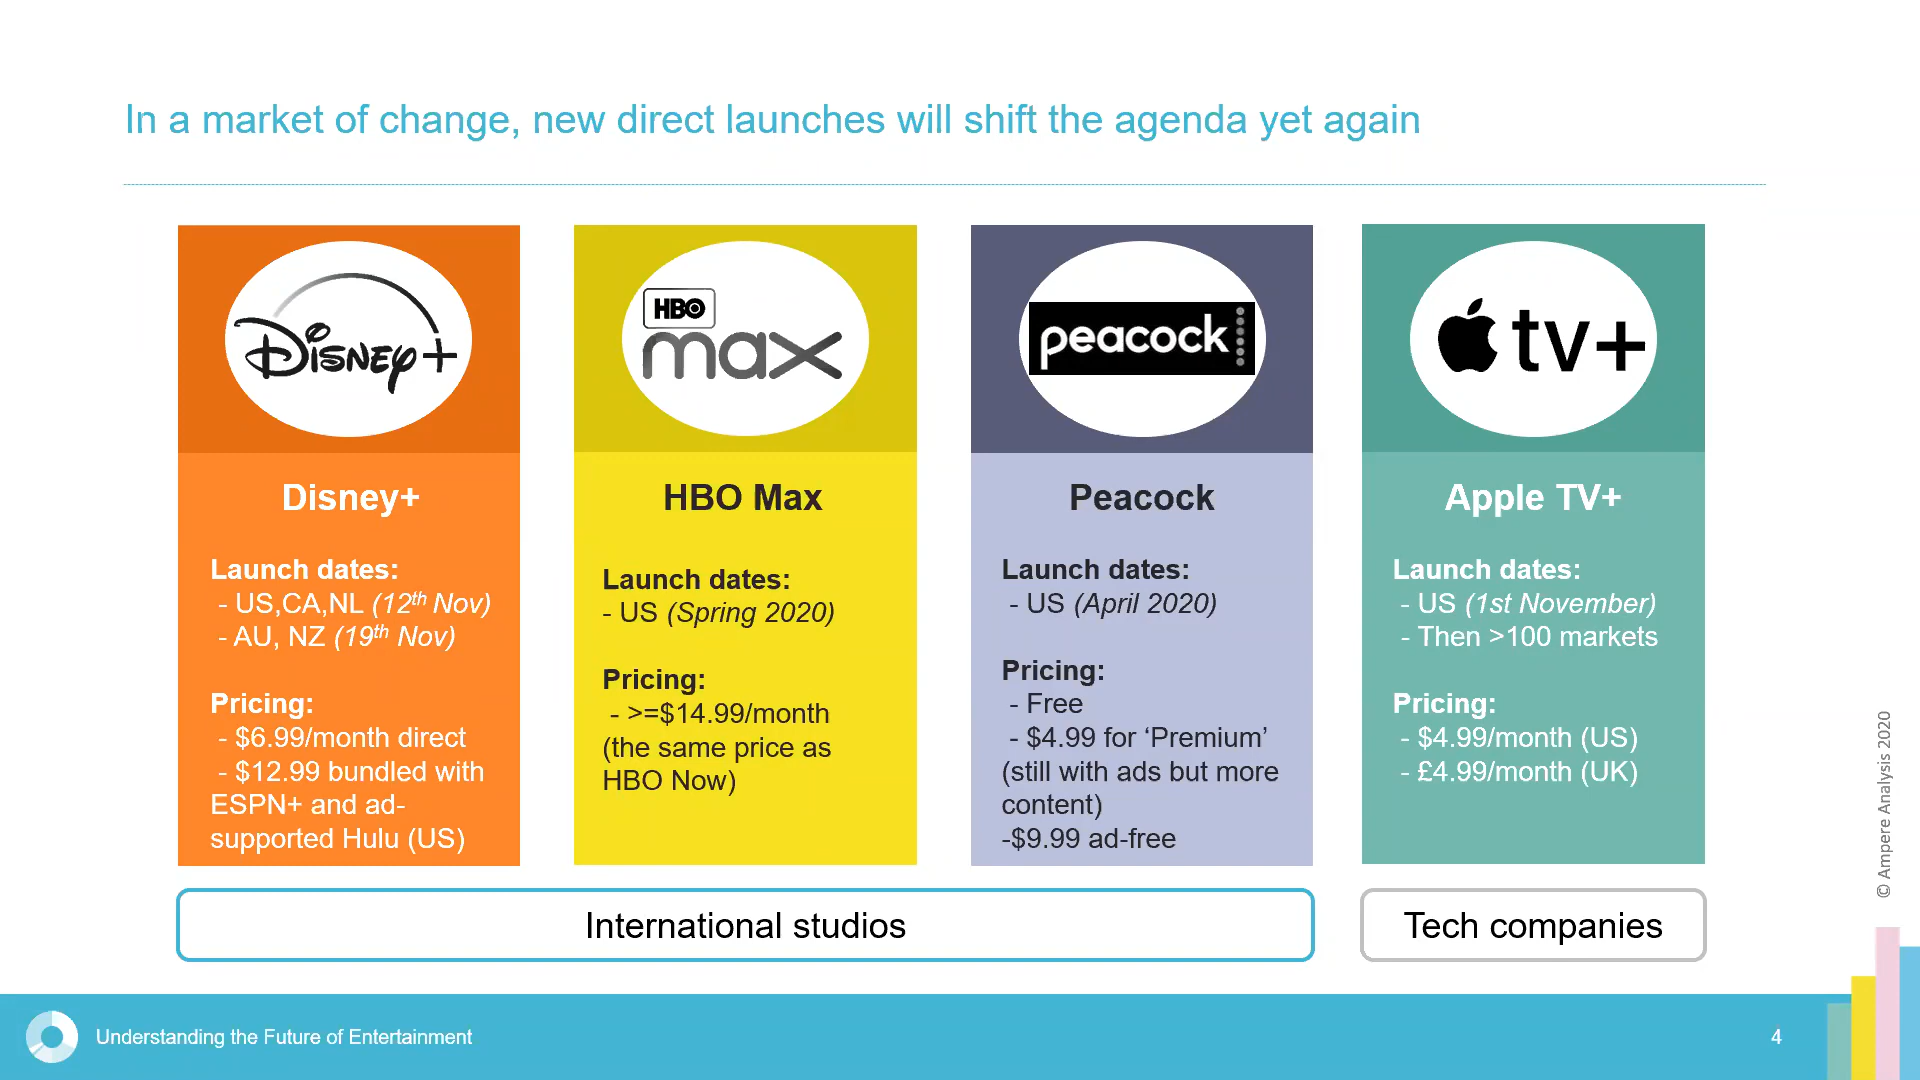 In a market of change, new direct launches will shift the agenda yet again
Disney+
Disney+
Launch dates:
- US,CA,NL (12th Nov)
- AU, NZ (19th Nov)
Pricing:
- $6.99/month direct
- $12.99 bundled with
ESPN+ and ad-
supported Hulu (US)
HBO
max
HBO Max
Launch dates:
- US (Spring 2020)
Pricing:
- >=$14.99/month
(the same price as
HBO Now)
peacock
Peacock
Launch dates:
- US (April 2020)
Pricing:
- Free
- $4.99 for ‘Premium’
(still with ads but more
content)
-$9.99 ad-free
tv+
Apple TV+
Launch dates:
- US (1st November)
- Then >100 markets
Pricing:
- $4.99/month (US)
- £4.99/month (UK)
International studios
Tech companies
© Ampere Analysis 2020
Understanding the Future of Entertainment
4